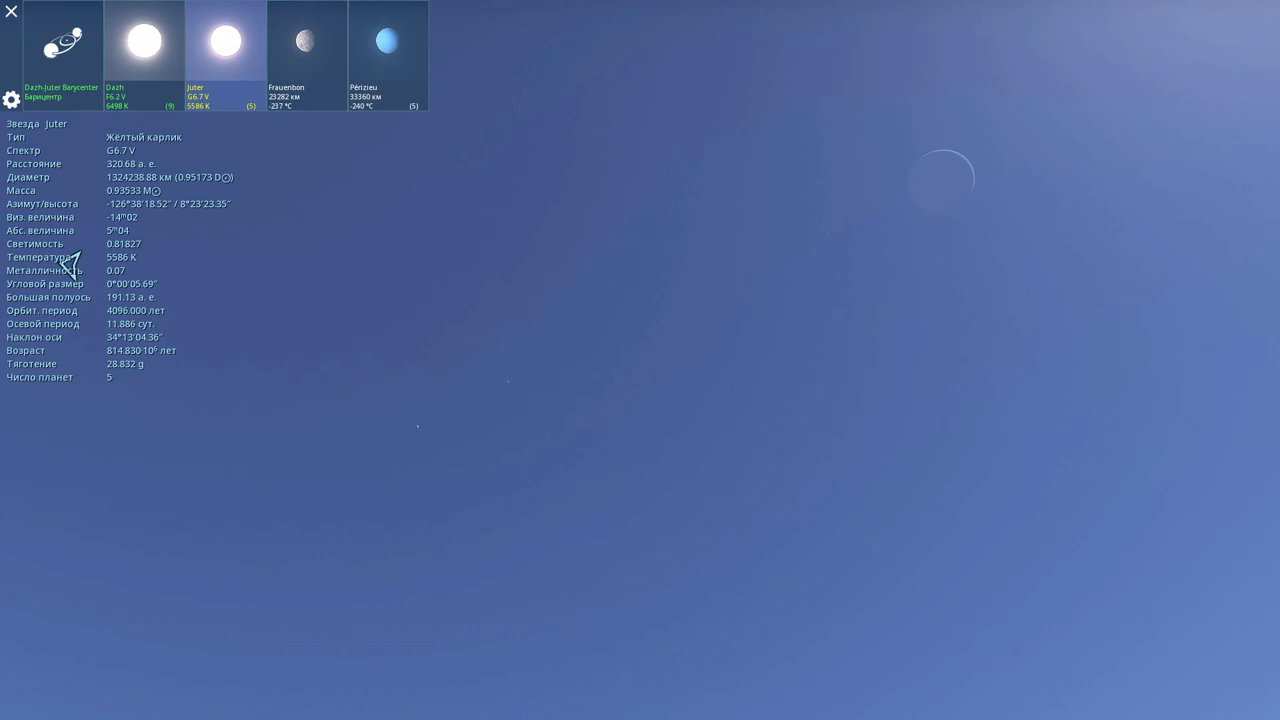 Dazh-Juter Barycenter
Барицентр
Dazh
F6.2 V
6498 K (9)
Juter
G6.7 V
5586 K (5)
Frauenbon
23282 км
-237 °C
Périzieu
33360 км
-240 °C (5)
Звезда Juter
Тип Жёлтый карлик
Спектр G6.7 V
Расстояние 320.68 а. е.
Диаметр 1324238.88 км (0.95173 D☉)
Масса 0.93533 M☉
Азимут/высота -126°38'18.52" / 8°23'23.35"
Виз. величина -14ᵐ02
Абс. величина 5ᵐ04
Светимость 0.81827
Температура 5586 K
Металличность 0.07
Угловой размер 0°00'05.69"
Большая полуось 191.13 а. е.
Орбит. период 4096.000 лет
Осевой период 11.886 сут.
Наклон оси 34°13'04.36"
Возраст 814.830 10⁶ лет
Тяготение 28.832 g
Число планет 5